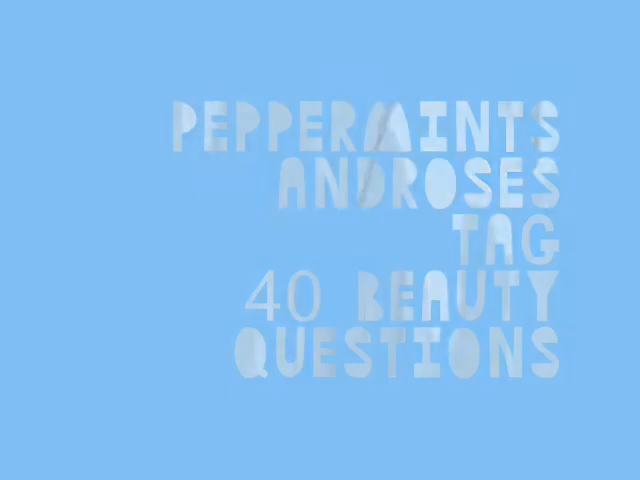 PEPPERMINTS
ANDROSES
TAG
40 BEAUTY
QUESTIONS